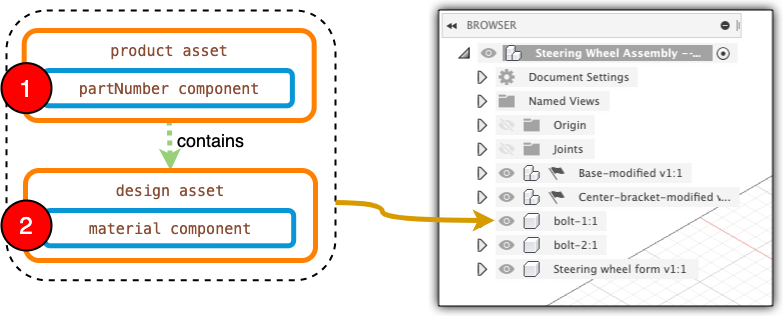 product asset
1
partNumber component
contains
design asset
2
material component
BROWSER
Steering Wheel Assembly --...
Document Settings
Named Views
Origin
Joints
Base-modified v1:1
Center-bracket-modified v...
bolt-1:1
bolt-2:1
Steering wheel form v1:1